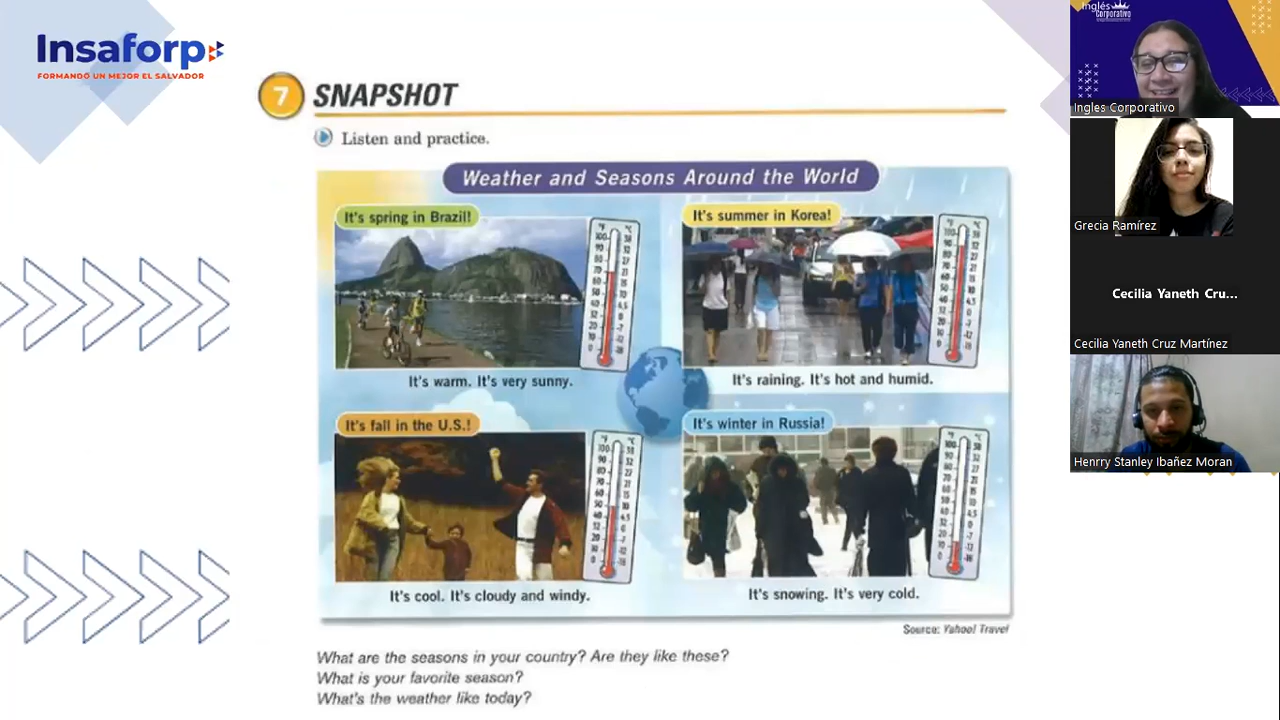 Insaforp
FORMANDO UN MEJOR EL SALVADOR
7 SNAPSHOT
Listen and practice.
Weather and Seasons Around the World
It's spring in Brazil!
It's warm. It's very sunny.
It's summer in Korea!
It's raining. It's hot and humid.
It's fall in the U.S.!
It's cool. It's cloudy and windy.
It's winter in Russia!
It's snowing. It's very cold.
Source: Yahoo! Travel
What are the seasons in your country? Are they like these?
What is your favorite season?
What's the weather like today?
Inglés
corporativo
Ingles Corporativo
Grecia Ramírez
Cecilia Yaneth Cru...
Cecilia Yaneth Cruz Martínez
Henrry Stanley Ibañez Moran